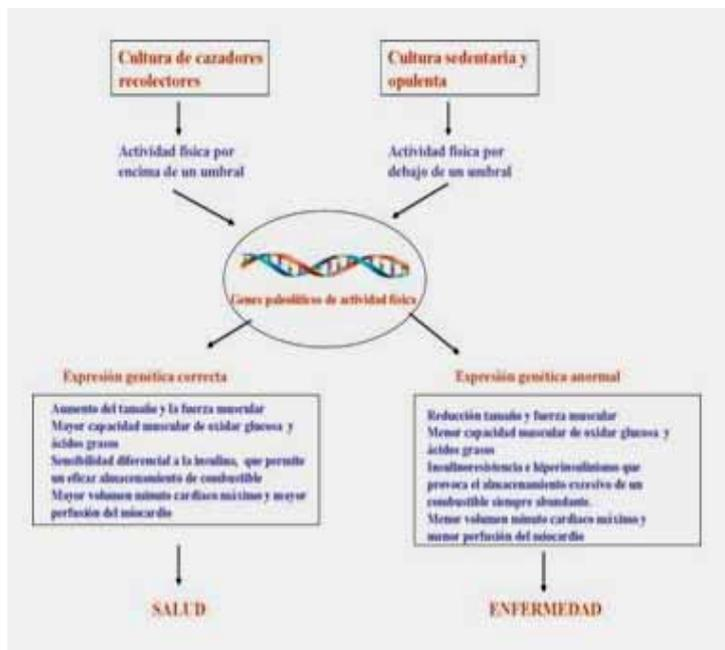 Cultura de cazadores
recolectores
Cultura sedentaria y
opulenta
Actividad física por
encima de un umbral
Actividad física por
debajo de un umbral
Genes paleolíticos de actividad física
Expresión genética correcta
Aumento del tamaño y la fuerza muscular
Mayor capacidad muscular de oxidar glucosa y
ácidos grasos
Sensibilidad diferencial a la insulina, que permite
un eficaz almacenamiento de combustible
Mayor volumen minuto cardíaco máximo y mayor
perfusión del miocardio
Expresión genética anormal
Reducción tamaño y fuerza muscular
Menor capacidad muscular de oxidar glucosa y
ácidos grasos
Insulinoresistencia e hiperinsulinismo que
provoca el almacenamiento excesivo de un
combustible siempre abundante.
Menor volumen minuto cardíaco máximo y
menor perfusión del miocardio
SALUD
ENFERMEDAD